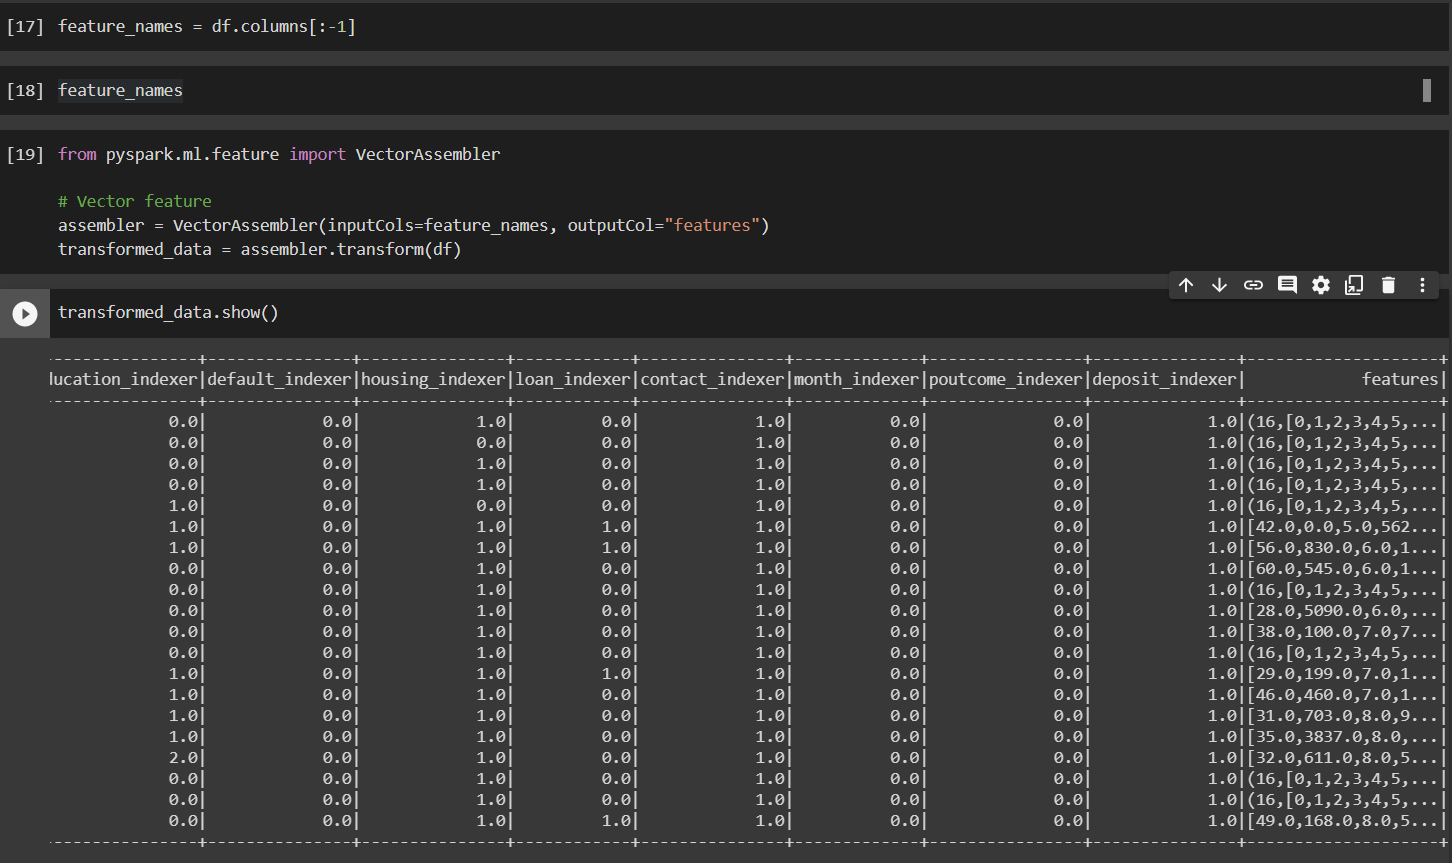 [17] feature_names = df.columns[:-1]
[18] feature_names
[19] from pyspark.ml.feature import VectorAssembler
# Vector feature
assembler = VectorAssembler(inputCols=feature_names, outputCol="features")
transformed_data = assembler.transform(df)
transformed_data.show()
---------------+---------------+---------------+------------+---------------+-------------+----------------+---------------+--------------------+
lucation_indexer|default_indexer|housing_indexer|loan_indexer|contact_indexer|month_indexer|poutcome_indexer|deposit_indexer|            features|
---------------+---------------+---------------+------------+---------------+-------------+----------------+---------------+--------------------+
0.0|            0.0|            1.0|         0.0|            1.0|          0.0|             0.0|            1.0|(16,[0,1,2,3,4,5,...|
0.0|            0.0|            0.0|         0.0|            1.0|          0.0|             0.0|            1.0|(16,[0,1,2,3,4,5,...|
0.0|            0.0|            1.0|         0.0|            1.0|          0.0|             0.0|            1.0|(16,[0,1,2,3,4,5,...|
0.0|            0.0|            1.0|         0.0|            1.0|          0.0|             0.0|            1.0|(16,[0,1,2,3,4,5,...|
1.0|            0.0|            0.0|         0.0|            1.0|          0.0|             0.0|            1.0|(16,[0,1,2,3,4,5,...|
1.0|            0.0|            1.0|         1.0|            1.0|          0.0|             0.0|            1.0|[42.0,0.0,5.0,562...|
1.0|            0.0|            1.0|         1.0|            1.0|          0.0|             0.0|            1.0|[56.0,830.0,6.0,1...|
0.0|            0.0|            1.0|         0.0|            1.0|          0.0|             0.0|            1.0|[60.0,545.0,6.0,1...|
0.0|            0.0|            1.0|         0.0|            1.0|          0.0|             0.0|            1.0|(16,[0,1,2,3,4,5,...|
0.0|            0.0|            1.0|         0.0|            1.0|          0.0|             0.0|            1.0|[28.0,5090.0,6.0,...|
0.0|            0.0|            1.0|         0.0|            1.0|          0.0|             0.0|            1.0|[38.0,100.0,7.0,7...|
0.0|            0.0|            1.0|         0.0|            1.0|          0.0|             0.0|            1.0|(16,[0,1,2,3,4,5,...|
1.0|            0.0|            1.0|         1.0|            1.0|          0.0|             0.0|            1.0|[29.0,199.0,7.0,1...|
1.0|            0.0|            1.0|         0.0|            1.0|          0.0|             0.0|            1.0|[46.0,460.0,7.0,1...|
1.0|            0.0|            1.0|         0.0|            1.0|          0.0|             0.0|            1.0|[31.0,703.0,8.0,9...|
1.0|            0.0|            1.0|         0.0|            1.0|          0.0|             0.0|            1.0|[35.0,3837.0,8.0,...|
2.0|            0.0|            1.0|         0.0|            1.0|          0.0|             0.0|            1.0|[32.0,611.0,8.0,5...|
0.0|            0.0|            1.0|         0.0|            1.0|          0.0|             0.0|            1.0|(16,[0,1,2,3,4,5,...|
0.0|            0.0|            1.0|         0.0|            1.0|          0.0|             0.0|            1.0|(16,[0,1,2,3,4,5,...|
0.0|            0.0|            1.0|         1.0|            1.0|          0.0|             0.0|            1.0|[49.0,168.0,8.0,5...|
---------------+---------------+---------------+------------+---------------+-------------+----------------+---------------+--------------------+